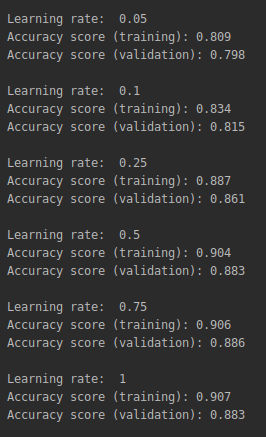 Learning rate:  0.05
Accuracy score (training): 0.809
Accuracy score (validation): 0.798
Learning rate:  0.1
Accuracy score (training): 0.834
Accuracy score (validation): 0.815
Learning rate:  0.25
Accuracy score (training): 0.887
Accuracy score (validation): 0.861
Learning rate:  0.5
Accuracy score (training): 0.904
Accuracy score (validation): 0.883
Learning rate:  0.75
Accuracy score (training): 0.906
Accuracy score (validation): 0.886
Learning rate:  1
Accuracy score (training): 0.907
Accuracy score (validation): 0.883